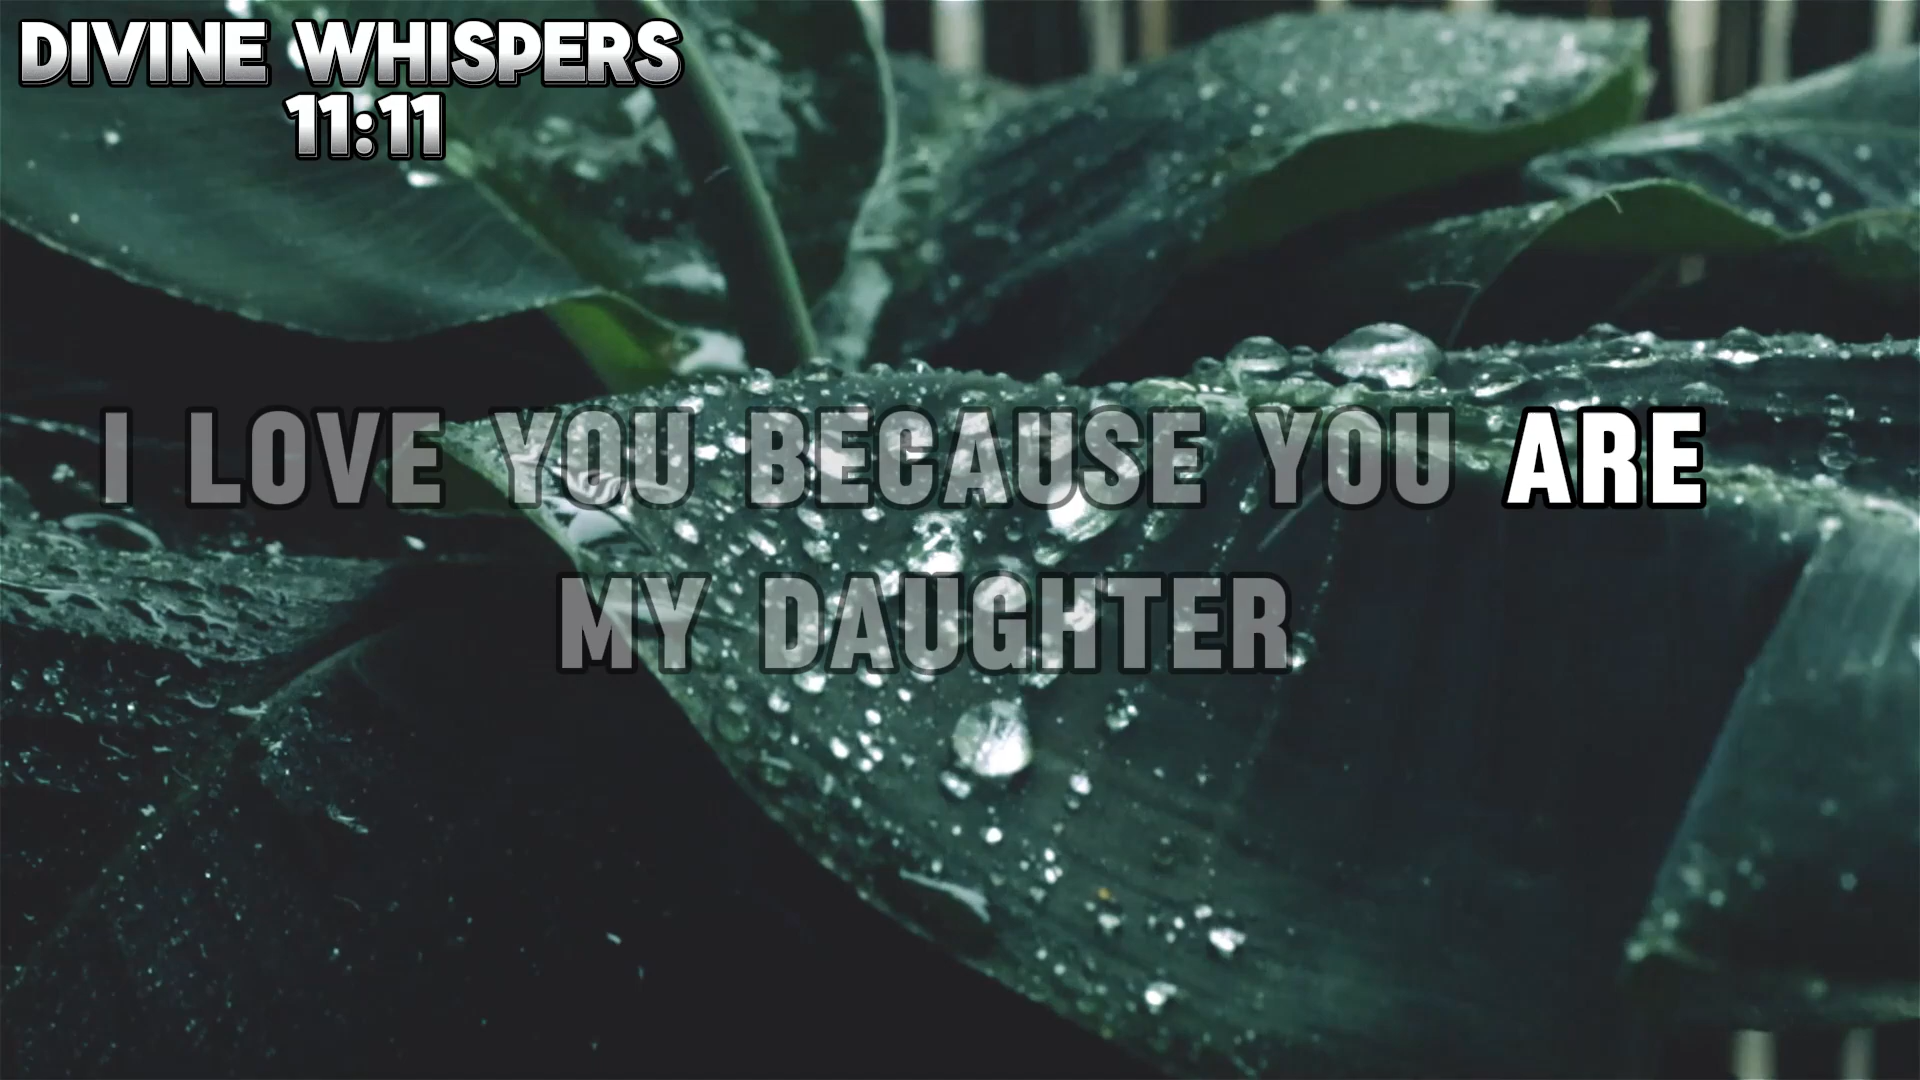 DIVINE WHISPERS
11:11
I LOVE YOU BECAUSE YOU ARE
MY DAUGHTER